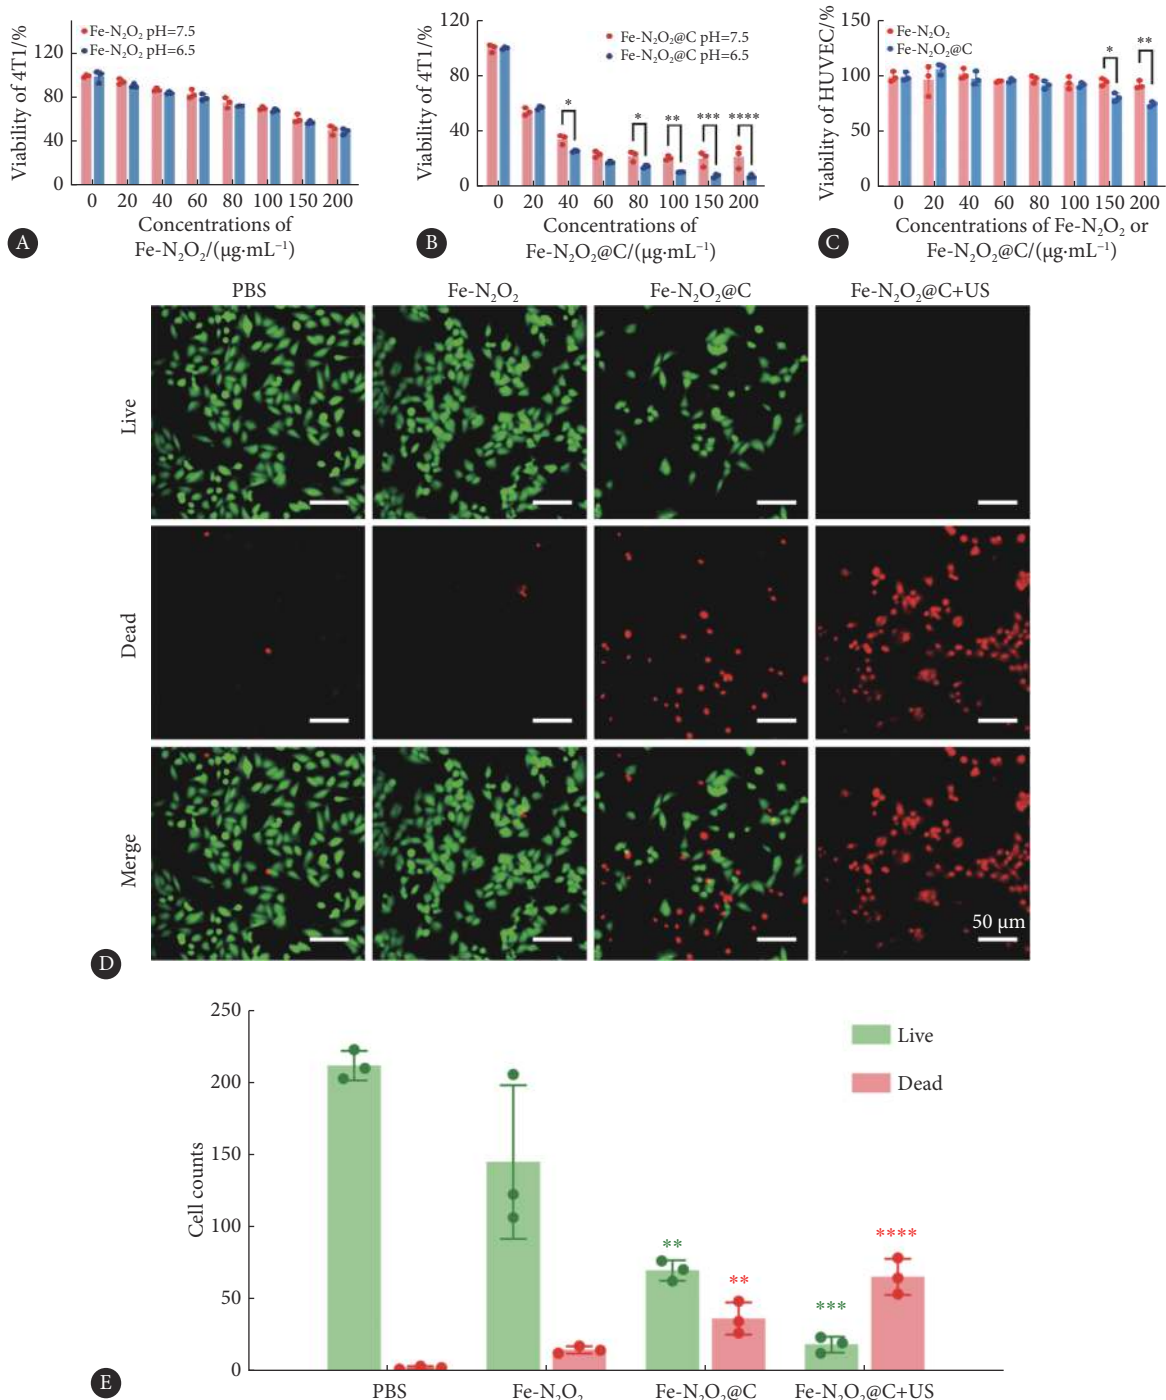 Viability of 4T1/%
120
80
40
0
Fe-N₂O₂ pH=7.5
Fe-N₂O₂ pH=6.5
0 20 40 60 80 100 150 200
Concentrations of
Fe-N₂O₂/(μg·mL⁻¹)
A
Viability of 4T1/%
120
80
40
0
Fe-N₂O₂@C pH=7.5
Fe-N₂O₂@C pH=6.5
* * ** *** ****
0 20 40 60 80 100 150 200
Concentrations of
Fe-N₂O₂@C/(μg·mL⁻¹)
B
Viability of HUVEC/%
150
100
50
0
Fe-N₂O₂
Fe-N₂O₂@C
* **
0 20 40 60 80 100 150 200
Concentrations of Fe-N₂O₂ or
Fe-N₂O₂@C/(μg·mL⁻¹)
C
PBS Fe-N₂O₂ Fe-N₂O₂@C Fe-N₂O₂@C+US
Live
Dead
Merge
50 μm
D
Cell counts
250
200
150
100
50
0
Live
Dead
** ** *** ****
PBS Fe-N₂O₂ Fe-N₂O₂@C Fe-N₂O₂@C+US
E